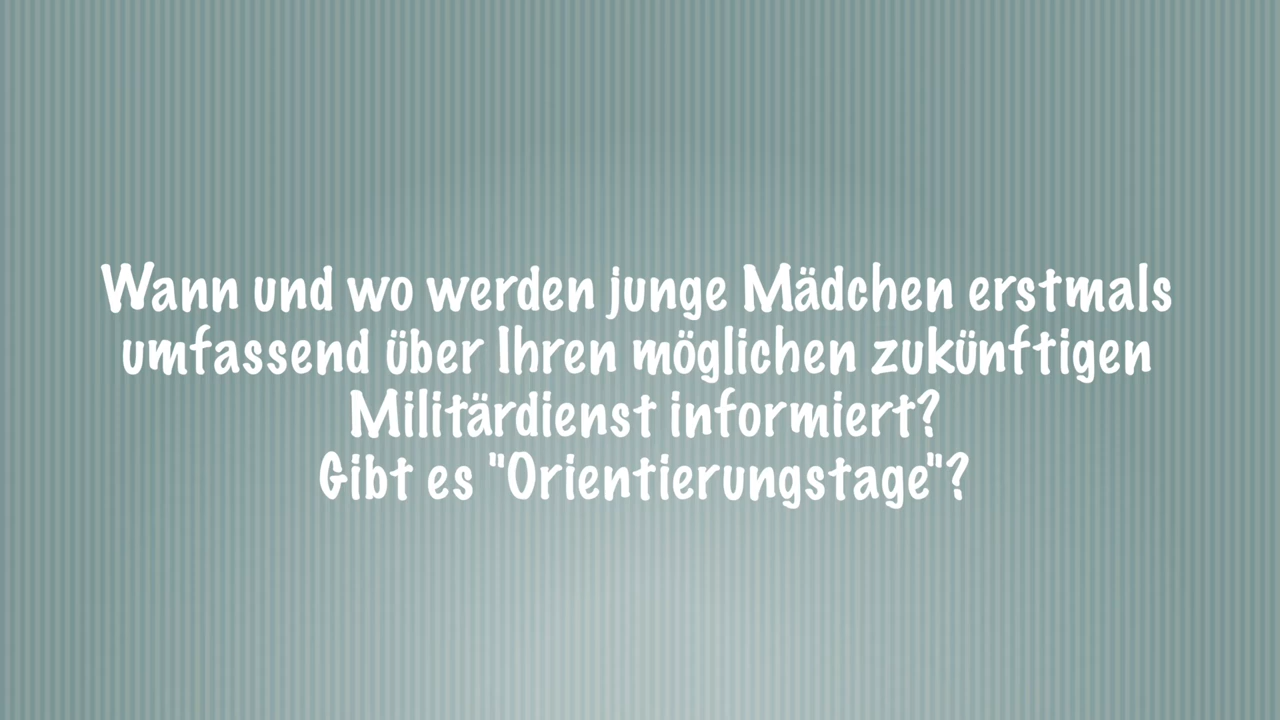 Wann und wo werden junge Mädchen erstmals
umfassend über Ihren möglichen zukünftigen
Militärdienst informiert?
Gibt es "Orientierungstage"?